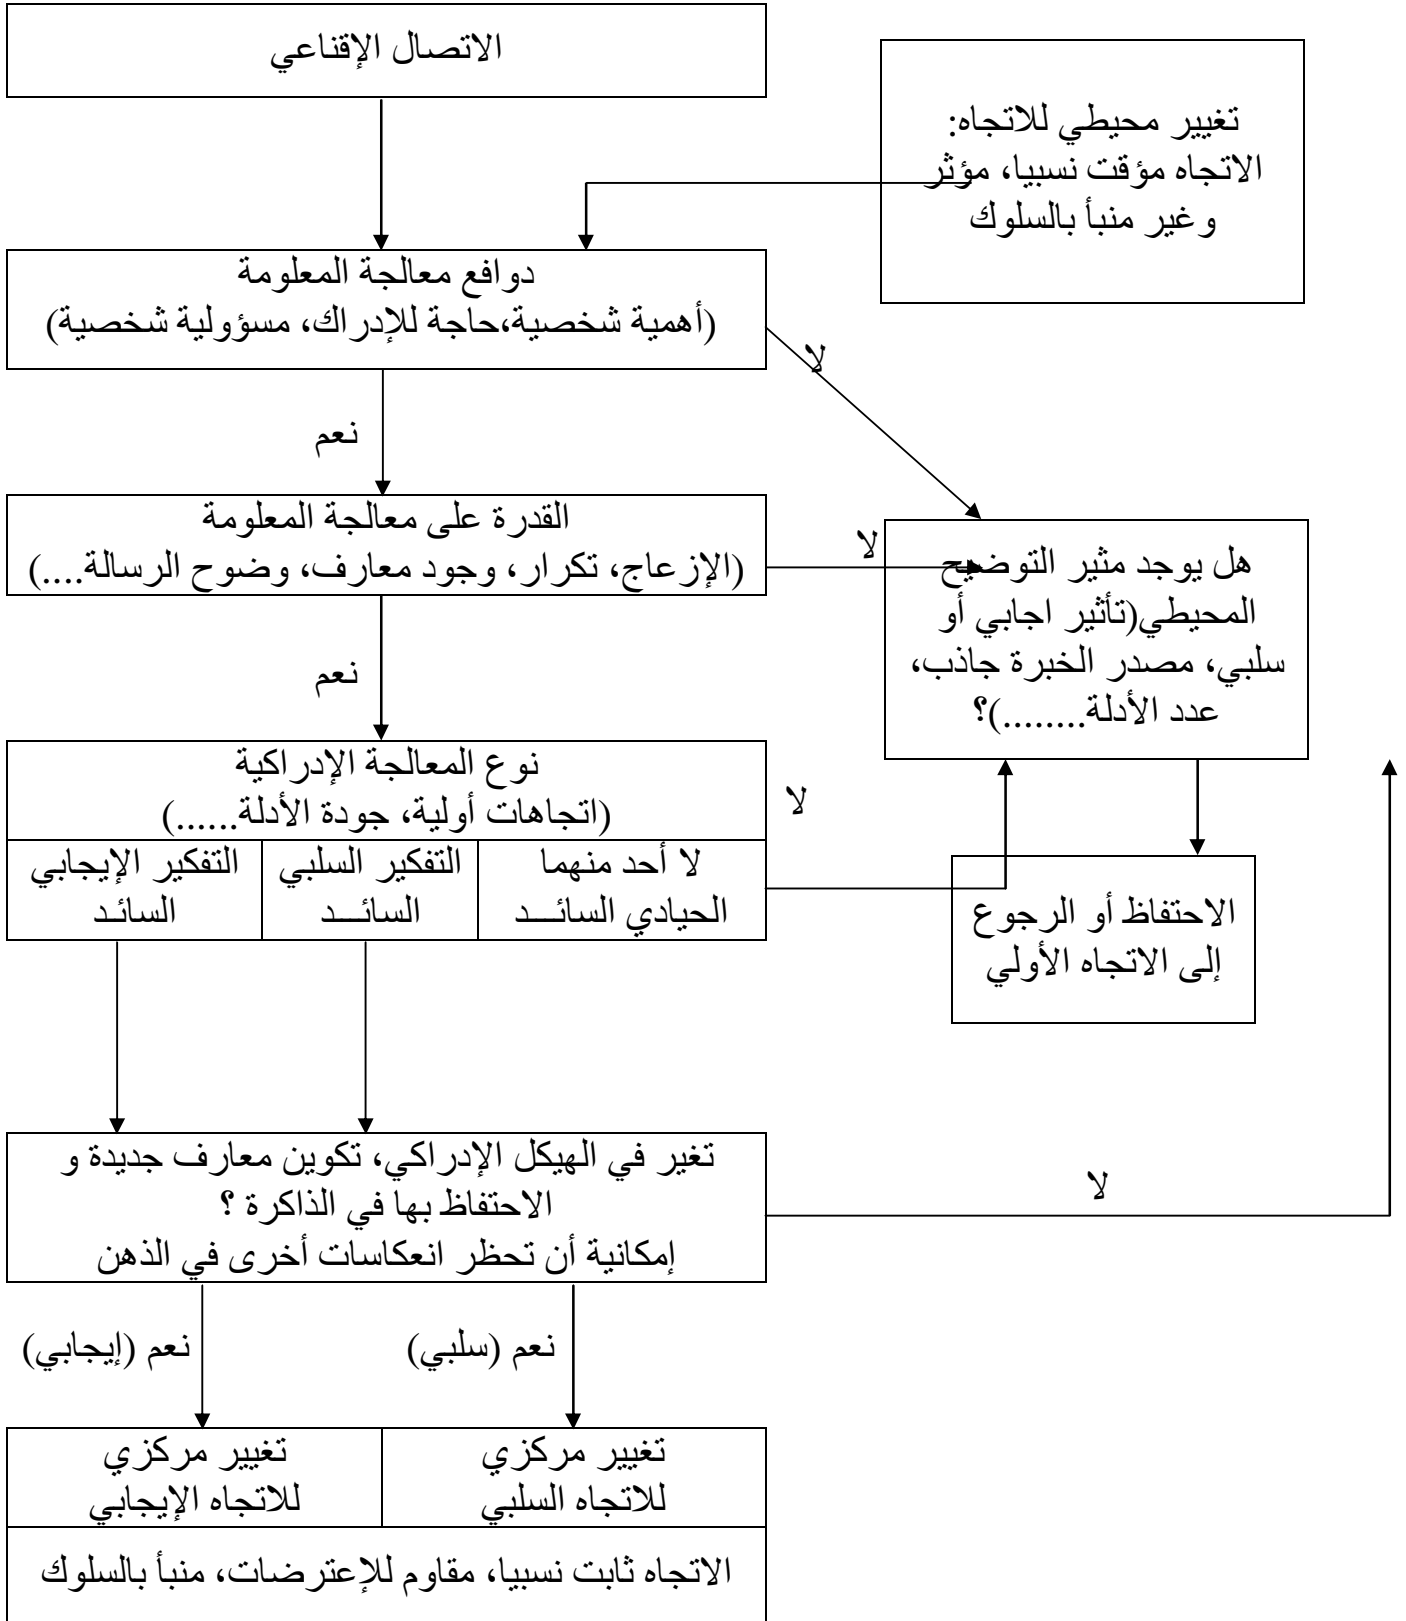 الاتصال الإقناعي
تغيير محيطي للاتجاه:
الاتجاه مؤقت نسبيا، مؤثر
وغير منبأ بالسلوك
دوافع معالجة المعلومة
(أهمية شخصية،حاجة للإدراك، مسؤولية شخصية)
لا
نعم
القدرة على معالجة المعلومة
(الإزعاج، تكرار، وجود معارف، وضوح الرسالة....)
لا
هل يوجد مثير التوضيح
المحيطي(تأثير اجابي أو
سلبي، مصدر الخبرة جاذب،
عدد الأدلة........)؟
نعم
نوع المعالجة الإدراكية
(اتجاهات أولية، جودة الأدلة......)
لا
لا أحد منهما
الحيادي السائــــد
التفكير السلبي
السائــــد
التفكير الإيجابي
السائـد
الاحتفاظ أو الرجوع
إلى الاتجاه الأولي
تغير في الهيكل الإدراكي، تكوين معارف جديدة و
الاحتفاظ بها في الذاكرة ؟
إمكانية أن تحظر انعكاسات أخرى في الذهن
لا
نعم (سلبي)
نعم (إيجابي)
تغيير مركزي
للاتجاه السلبي
تغيير مركزي
للاتجاه الإيجابي
الاتجاه ثابت نسبيا، مقاوم للإعترضات، منبأ بالسلوك